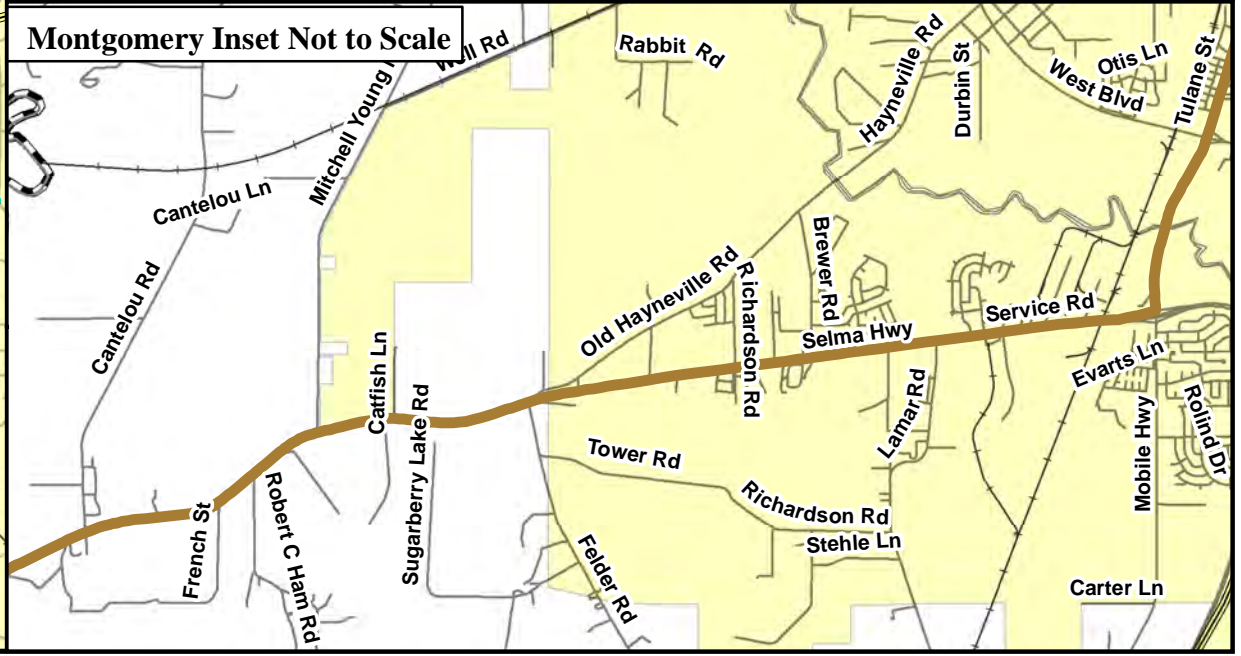 Montgomery Inset Not to Scale
Rd
Rabbit Rd
Hayneville Rd
Durbin St
Otis Ln
West Blvd
Tulane St
Mitchell Young
Cantelou Ln
Cantelou Rd
Old Hayneville Rd
Richardson Rd
Brewer Rd
Selma Hwy
Service Rd
Catfish Ln
Sugarberry Lake Rd
Evarts Ln
Rolind Dr
Mobile Hwy
Lamar Rd
Tower Rd
Richardson Rd
Stehle Ln
French St
Robert C Ham Rd
Felder Rd
Carter Ln